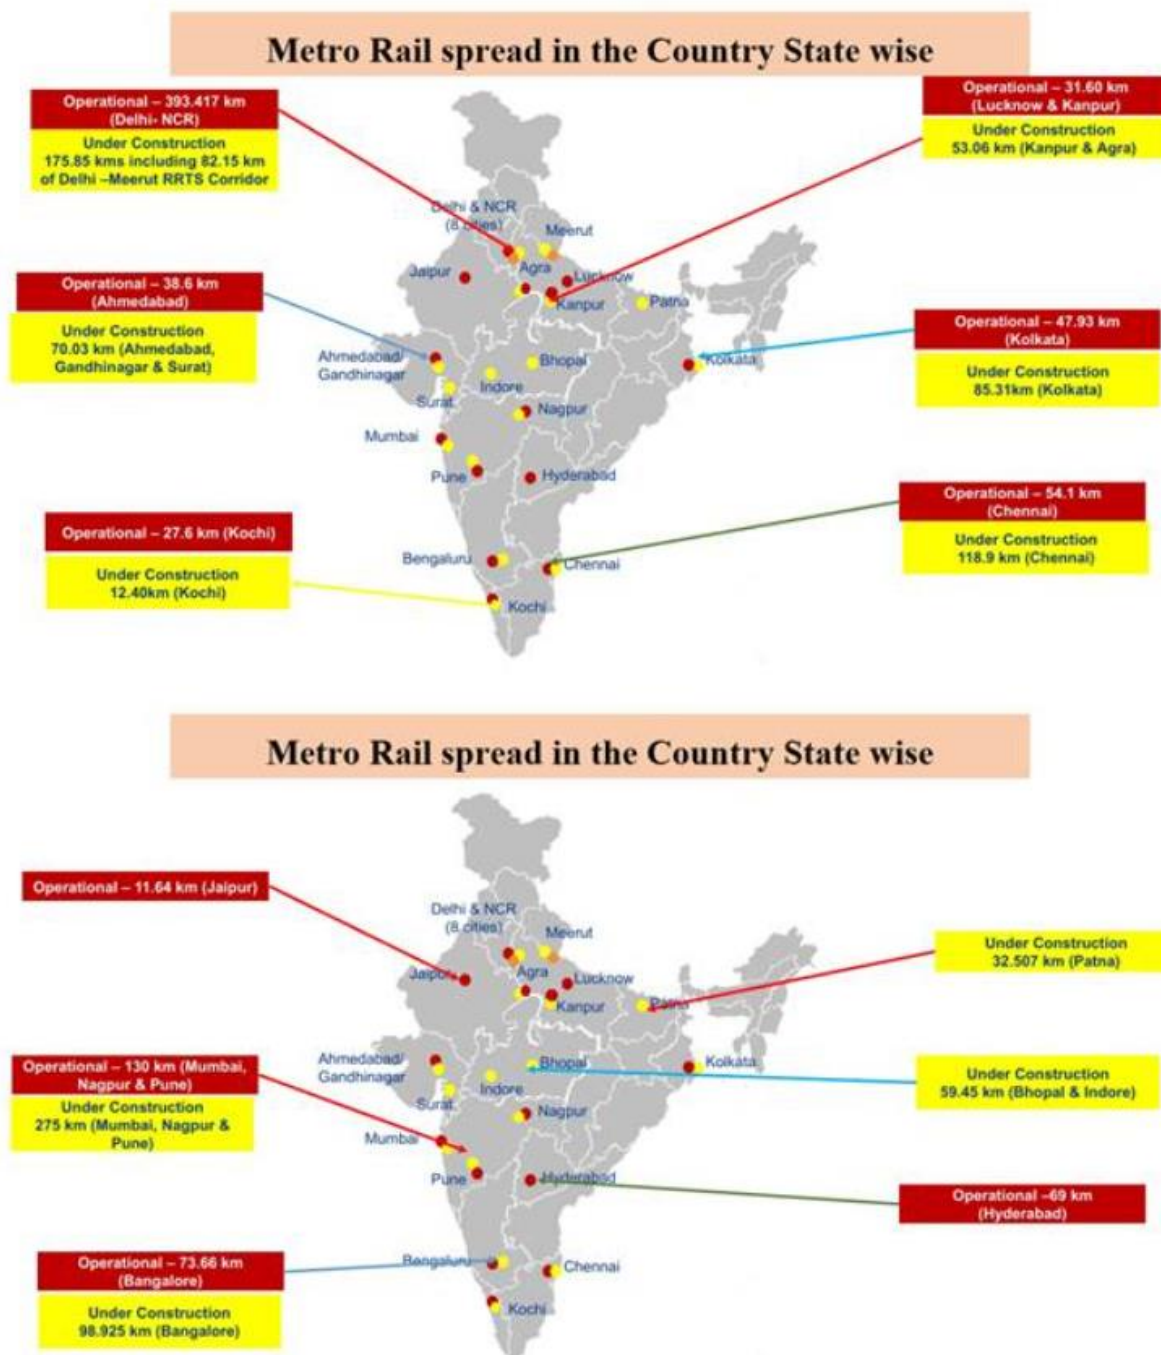 Metro Rail spread in the Country State wise
Operational – 393.417 km
(Delhi- NCR)
Under Construction
175.85 kms including 82.15 km
of Delhi –Meerut RRTS Corridor
Operational – 31.60 km
(Lucknow & Kanpur)
Under Construction
53.06 km (Kanpur & Agra)
Delhi & NCR
(8 cities)
Meerut
Jaipur
Agra
Lucknow
Kanpur
Patna
Operational – 38.6 km
(Ahmedabad)
Under Construction
70.03 km (Ahmedabad,
Gandhinagar & Surat)
Operational – 47.93 km
(Kolkata)
Under Construction
85.31km (Kolkata)
Ahmedabad/
Gandhinagar
Bhopal
Kolkata
Indore
Surat
Nagpur
Mumbai
Pune
Hyderabad
Operational – 54.1 km
(Chennai)
Under Construction
118.9 km (Chennai)
Operational – 27.6 km (Kochi)
Under Construction
12.40km (Kochi)
Bengaluru
Chennai
Kochi
Metro Rail spread in the Country State wise
Operational – 11.64 km (Jaipur)
Delhi & NCR
(8 cities)
Meerut
Jaipur
Agra
Lucknow
Kanpur
Patna
Under Construction
32.507 km (Patna)
Operational – 130 km (Mumbai,
Nagpur & Pune)
Under Construction
275 km (Mumbai, Nagpur &
Pune)
Ahmedabad/
Gandhinagar
Bhopal
Kolkata
Indore
Surat
Nagpur
Mumbai
Pune
Hyderabad
Under Construction
59.45 km (Bhopal & Indore)
Operational –69 km
(Hyderabad)
Operational – 73.66 km
(Bangalore)
Under Construction
98.925 km (Bangalore)
Bengaluru
Chennai
Kochi